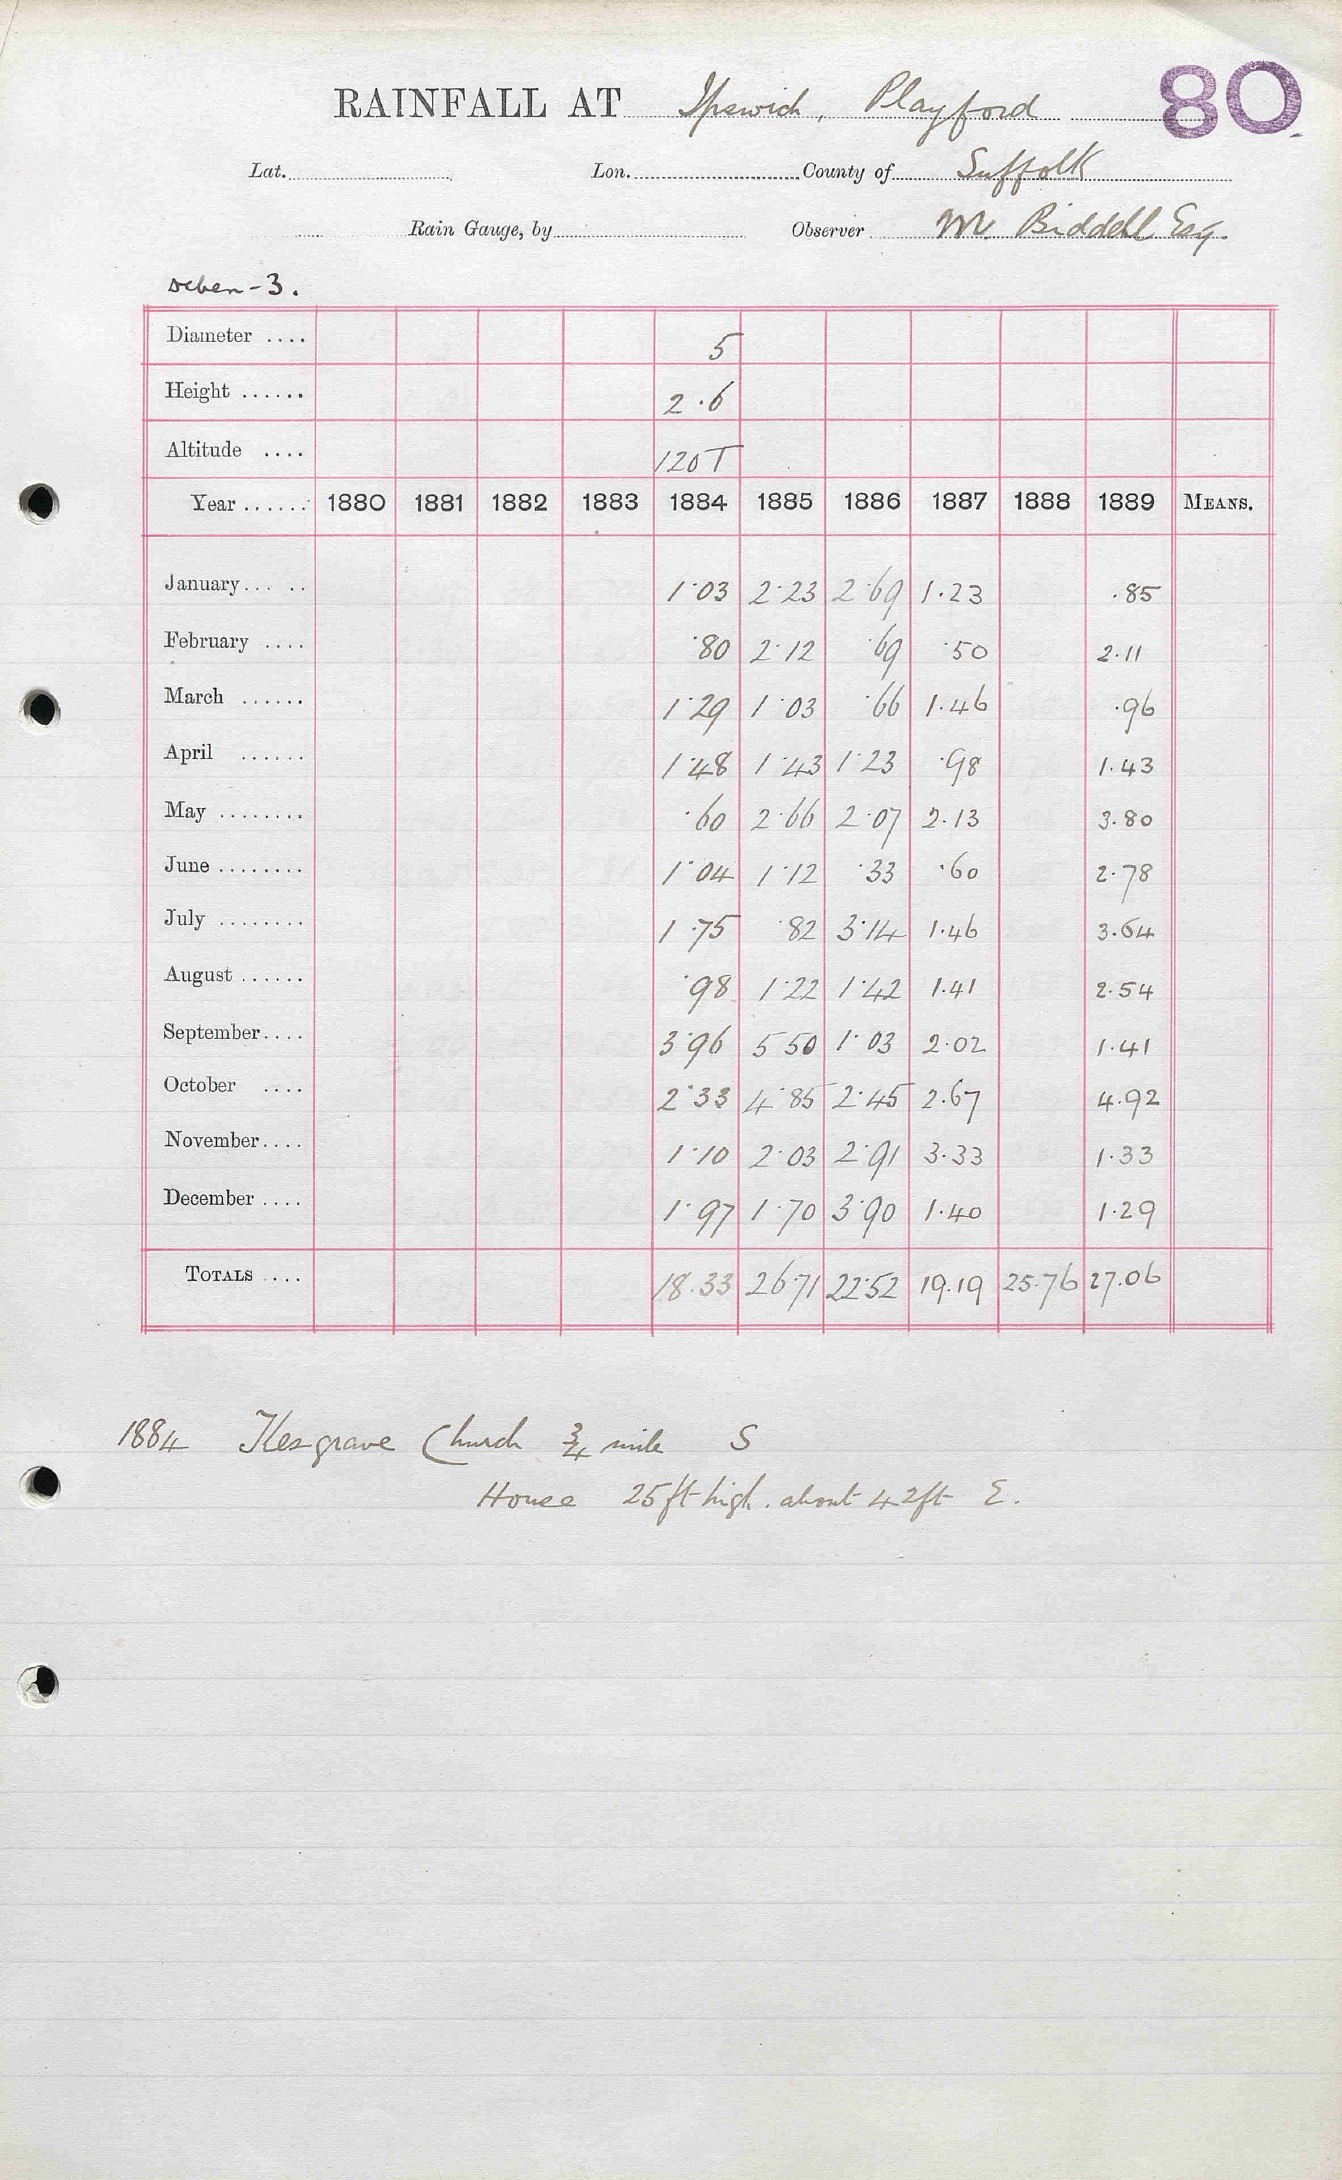 RAINFALL AT Ipswich, Playford 80
Lat. Lon. County of Suffolk
Rain Gauge, by Observer M. Biddell Esq.
Deben-3.
Diameter .... 5
Height ...... 2.6
Altitude .... 120 T
Year ...... 1880 1881 1882 1883 1884 1885 1886 1887 1888 1889 MEANS.
January... .. 1.03 2.23 2.69 1.23 .85
February .... .80 2.12 .69 .50 2.11
March ...... 1.29 1.03 .66 1.46 .96
April ...... 1.48 1.43 1.23 .98 1.43
May ........ .60 2.66 2.07 2.13 3.80
June ........ 1.04 1.12 .33 .60 2.78
July ........ 1.75 .82 3.14 1.46 3.64
August ...... .98 1.22 1.42 1.41 2.54
September.... 3.96 5 50 1.03 2.02 1.41
October .... 2.33 4.85 2.45 2.67 4.92
November.... 1.10 2.03 2.91 3.33 1.33
December .... 1.97 1.70 3.90 1.40 1.29
TOTALS .... 18.33 26.71 22.52 19.19 25.76 27.06
1884 Kesgrave Church ¾ mile S
House 25ft high. about 42ft E.